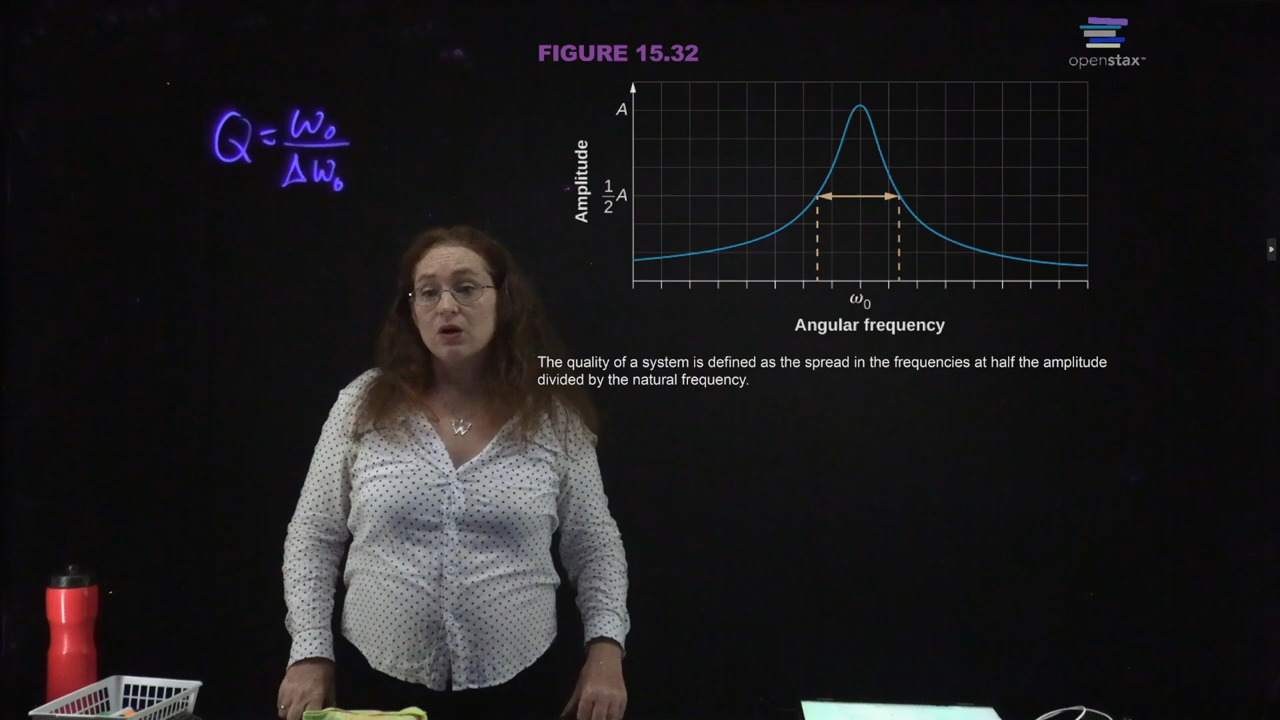 FIGURE 15.32
openstax™
Q = ω₀ / Δω₀
A
Amplitude
1/2 A
ω₀
Angular frequency
The quality of a system is defined as the spread in the frequencies at half the amplitude
divided by the natural frequency.
W